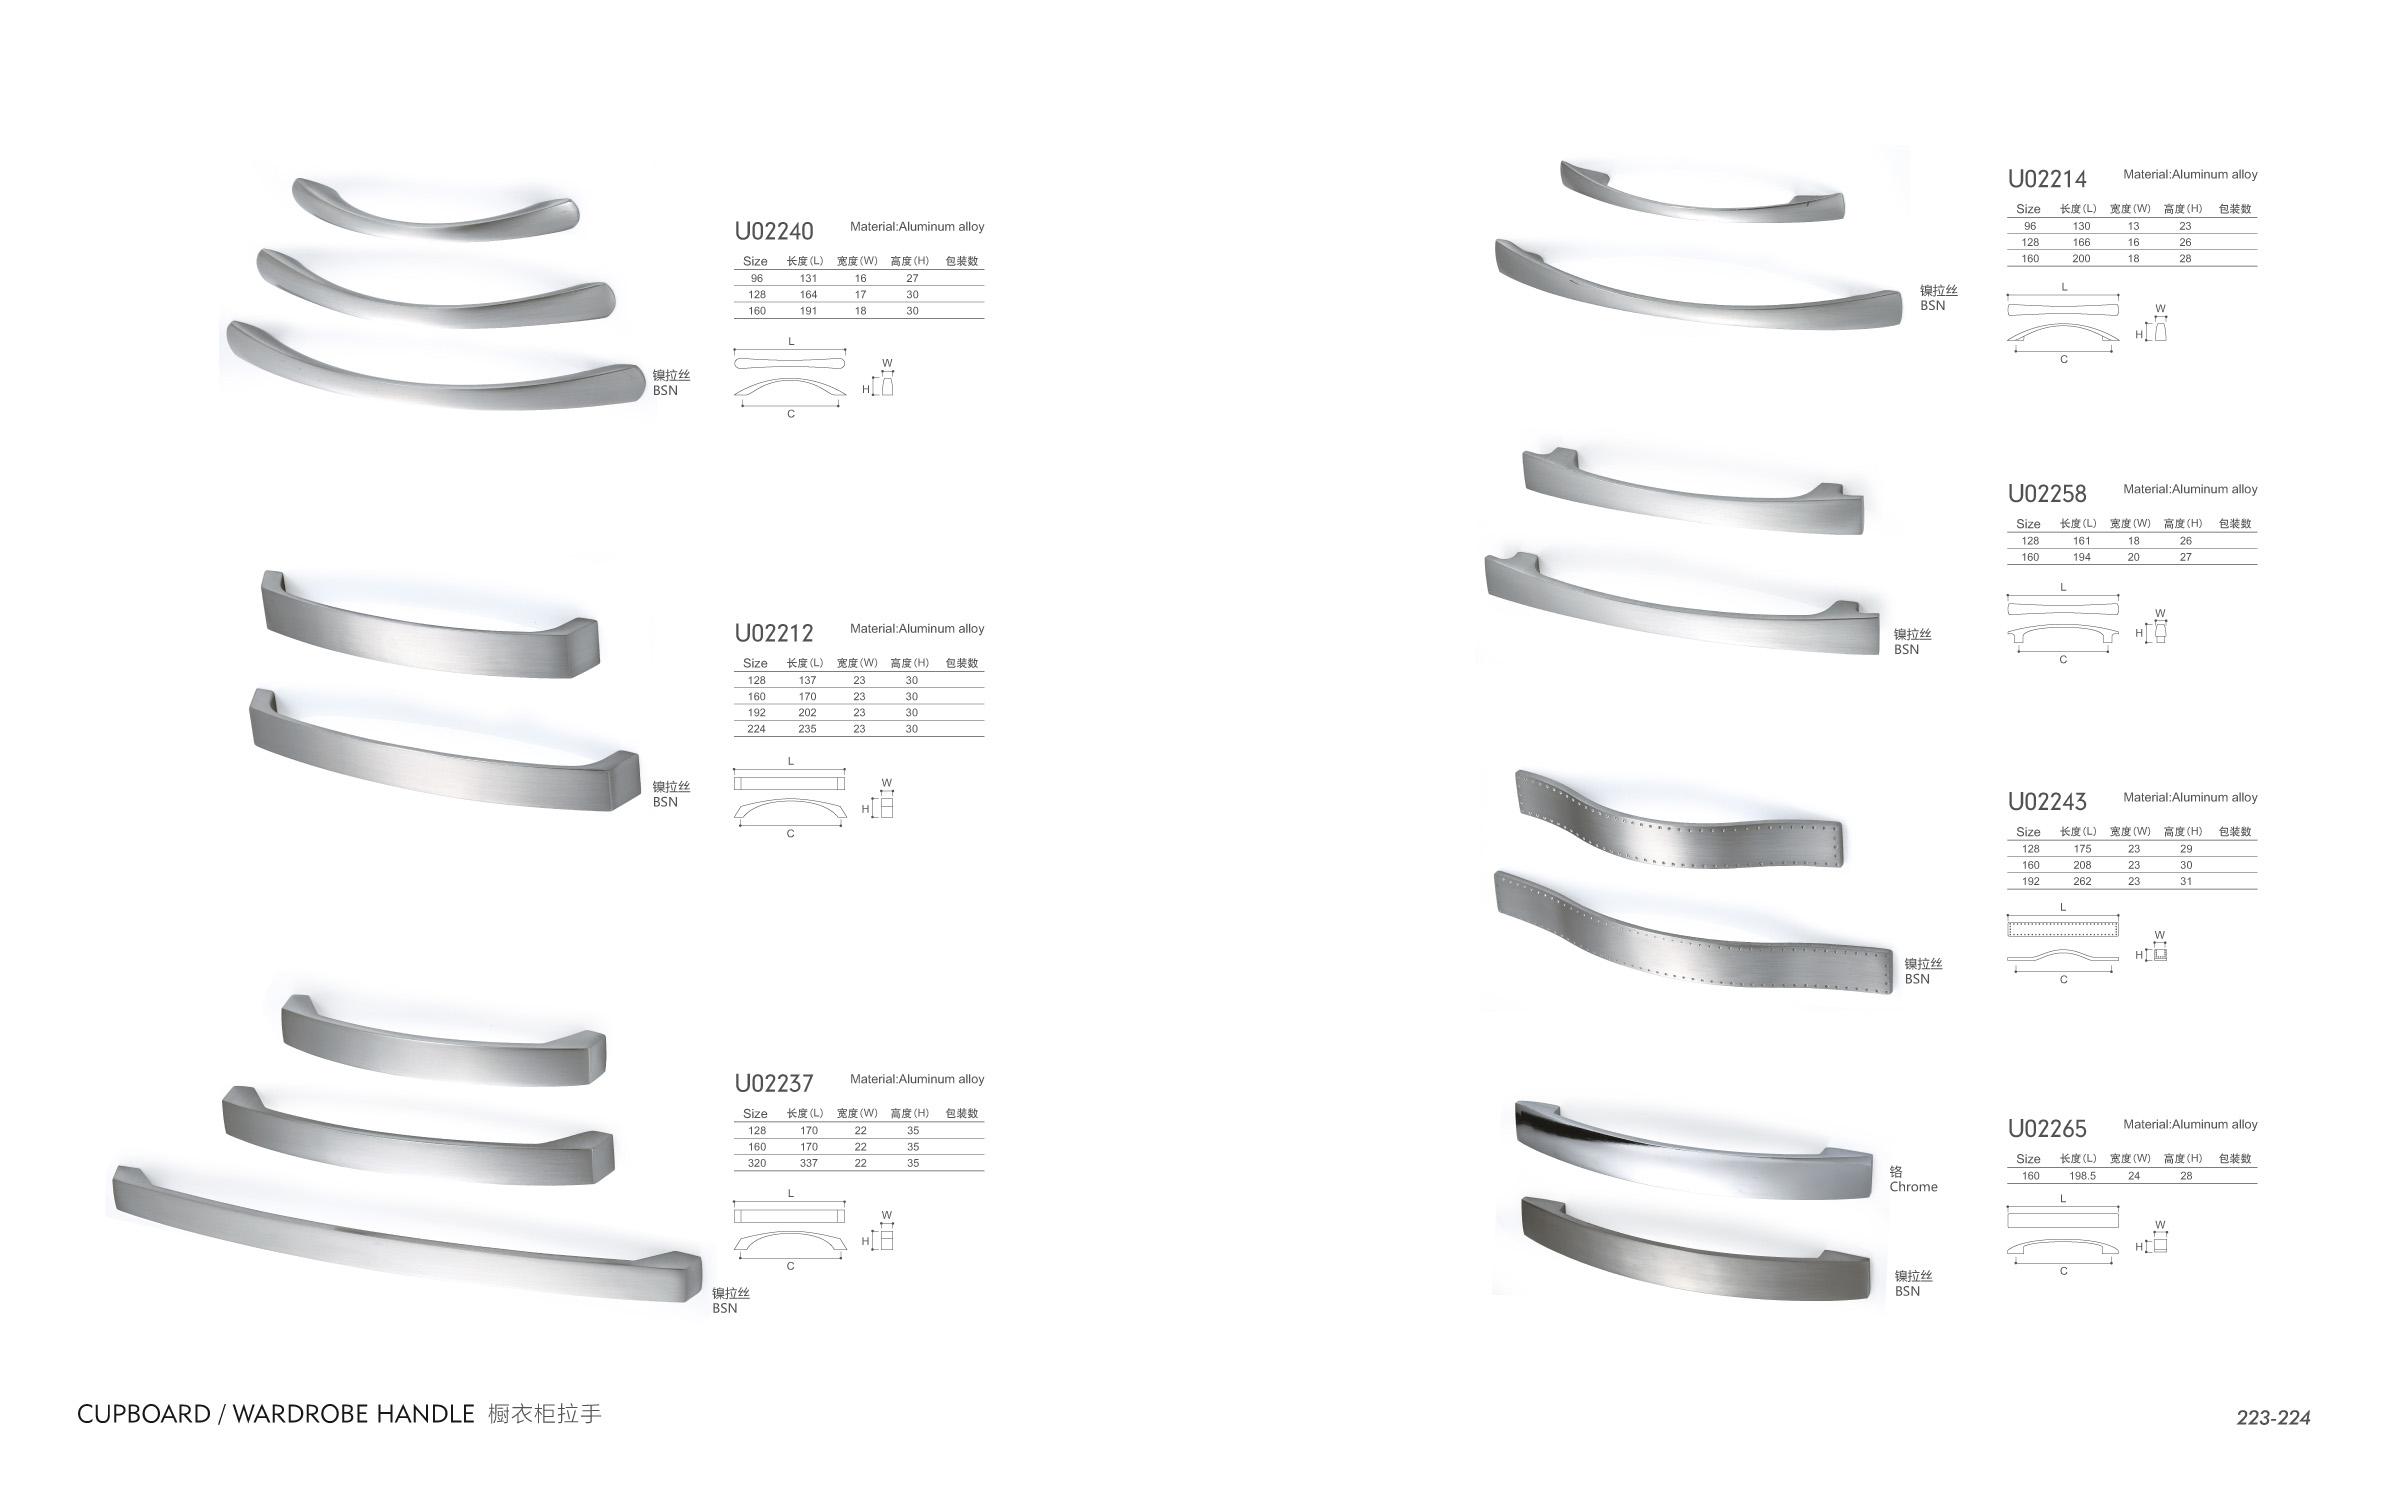 U02240 Material:Aluminum alloy
Size 长度(L) 宽度(W) 高度(H) 包装数
96 131 16 27
128 164 17 30
160 191 18 30
L
W
H
C
镍拉丝
BSN
U02212 Material:Aluminum alloy
Size 长度(L) 宽度(W) 高度(H) 包装数
128 137 23 30
160 170 23 30
192 202 23 30
224 235 23 30
L
W
H
C
镍拉丝
BSN
U02237 Material:Aluminum alloy
Size 长度(L) 宽度(W) 高度(H) 包装数
128 170 22 35
160 170 22 35
320 337 22 35
L
W
H
C
镍拉丝
BSN
U02214 Material:Aluminum alloy
Size 长度(L) 宽度(W) 高度(H) 包装数
96 130 13 23
128 166 16 26
160 200 18 28
镍拉丝
BSN
L
W
H
C
U02258 Material:Aluminum alloy
Size 长度(L) 宽度(W) 高度(H) 包装数
128 161 18 26
160 194 20 27
L
W
H
C
镍拉丝
BSN
U02243 Material:Aluminum alloy
Size 长度(L) 宽度(W) 高度(H) 包装数
128 175 23 29
160 208 23 30
192 262 23 31
L
W
H
C
镍拉丝
BSN
U02265 Material:Aluminum alloy
Size 长度(L) 宽度(W) 高度(H) 包装数
160 198.5 24 28
铬
Chrome
L
W
H
C
镍拉丝
BSN
CUPBOARD / WARDROBE HANDLE 橱衣柜拉手
223-224